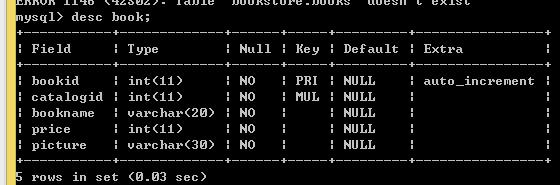 ERROR 1146 (42S02): Table 'bookstore.books' doesn't exist
mysql> desc book;
+-----------+-------------+------+-----+---------+----------------+
| Field | Type | Null | Key | Default | Extra |
+-----------+-------------+------+-----+---------+----------------+
| bookid | int(11) | NO | PRI | NULL | auto_increment |
| catalogid | int(11) | NO | MUL | NULL | |
| bookname | varchar(20) | NO | | NULL | |
| price | int(11) | NO | | NULL | |
| picture | varchar(30) | NO | | NULL | |
+-----------+-------------+------+-----+---------+----------------+
5 rows in set (0.03 sec)